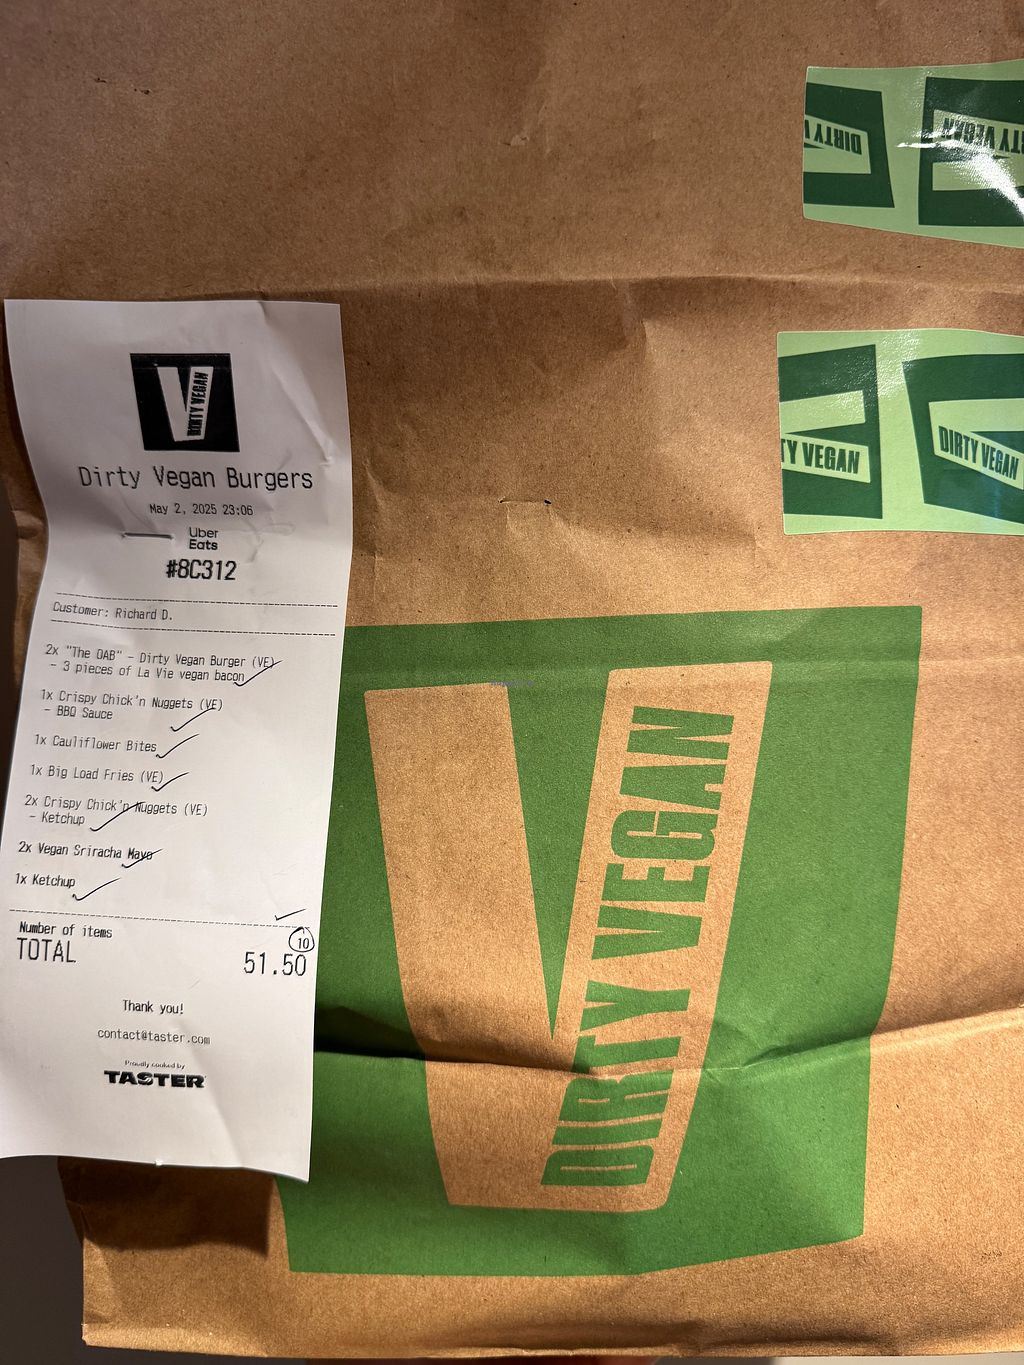 DIRTY
DIRTY VEGAN
TY VEGAN
DIRTY VEGAN
DIRTY VEGAN
Dirty Vegan Burgers
May 2, 2025 23:06
Uber
Eats
#8C312
Customer: Richard D.
2x "The DAB" - Dirty Vegan Burger (VE)
- 3 pieces of La Vie vegan bacon
1x Crispy Chick'n Nuggets (VE)
- BBQ Sauce
1x Cauliflower Bites
1x Big Load Fries (VE)
2x Crispy Chick'n Nuggets (VE)
- Ketchup
2x Vegan Sriracha Mayo
1x Ketchup
Number of items 10
TOTAL 51.50
Thank you!
contact@taster.com
Proudly cooked by
TASTER
DIRTY VEGAN